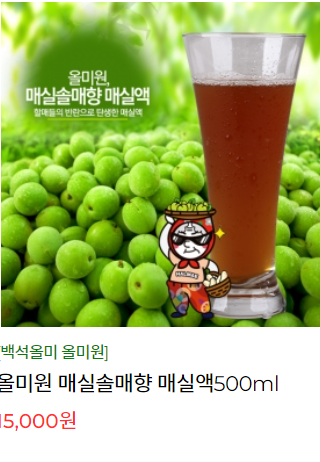 올미원,
매실솔매향 매실액
할매들의 반란으로 탄생한 매실액
[백석올미 올미원]
올미원 매실솔매향 매실액500ml
15,000원